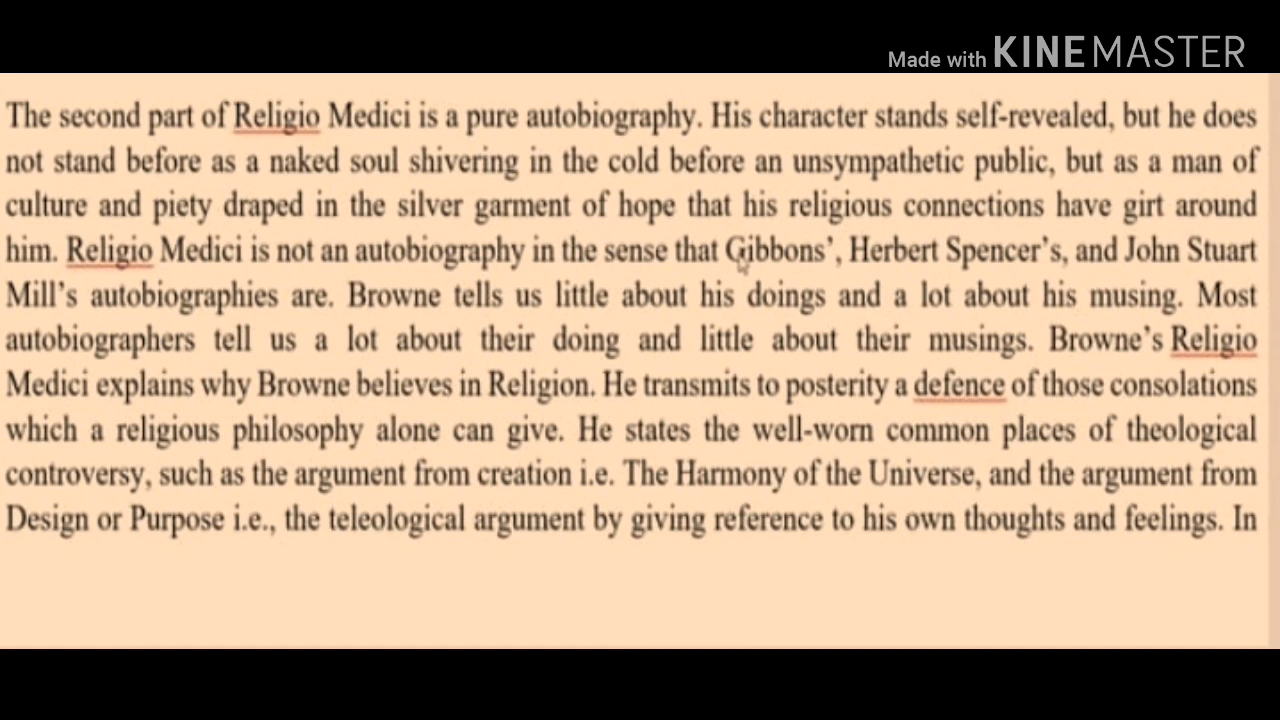 Made with KINEMASTER
The second part of Religio Medici is a pure autobiography. His character stands self-revealed, but he does
not stand before as a naked soul shivering in the cold before an unsympathetic public, but as a man of
culture and piety draped in the silver garment of hope that his religious connections have girt around
him. Religio Medici is not an autobiography in the sense that Gibbons’, Herbert Spencer’s, and John Stuart
Mill’s autobiographies are. Browne tells us little about his doings and a lot about his musing. Most
autobiographers tell us a lot about their doing and little about their musings. Browne’s Religio
Medici explains why Browne believes in Religion. He transmits to posterity a defence of those consolations
which a religious philosophy alone can give. He states the well-worn common places of theological
controversy, such as the argument from creation i.e. The Harmony of the Universe, and the argument from
Design or Purpose i.e., the teleological argument by giving reference to his own thoughts and feelings. In